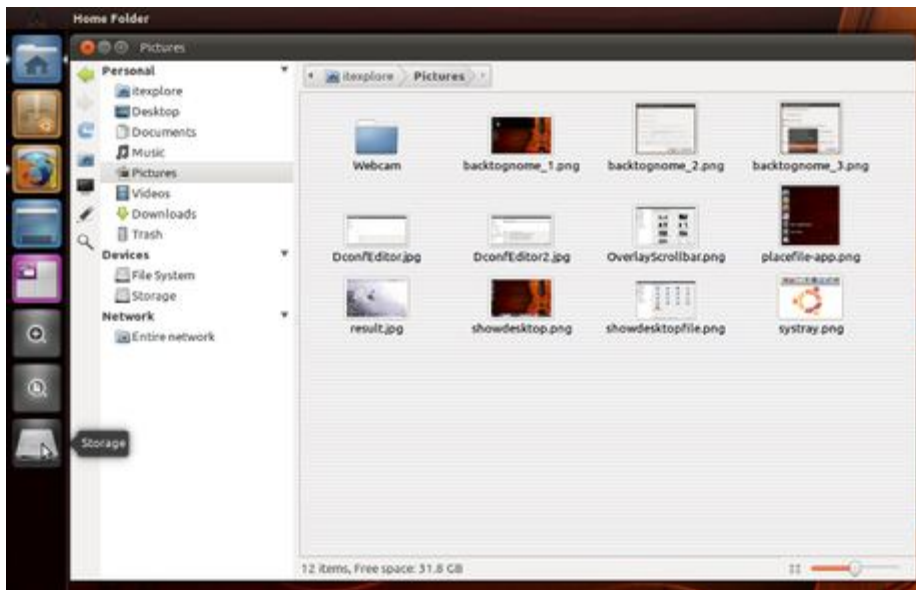 Home Folder
Pictures
Personal
itexplore
Desktop
Documents
Music
Pictures
Videos
Downloads
Trash
Devices
File System
Storage
Network
Entire network
Storage
itexplore Pictures
Webcam backtognome_1.png backtognome_2.png backtognome_3.png
DconfEditor.jpg DconfEditor2.jpg OverlayScrollbar.png placefile-app.png
result.jpg showdesktop.png showdesktopfile.png systray.png
12 items, Free space: 31.8 GB